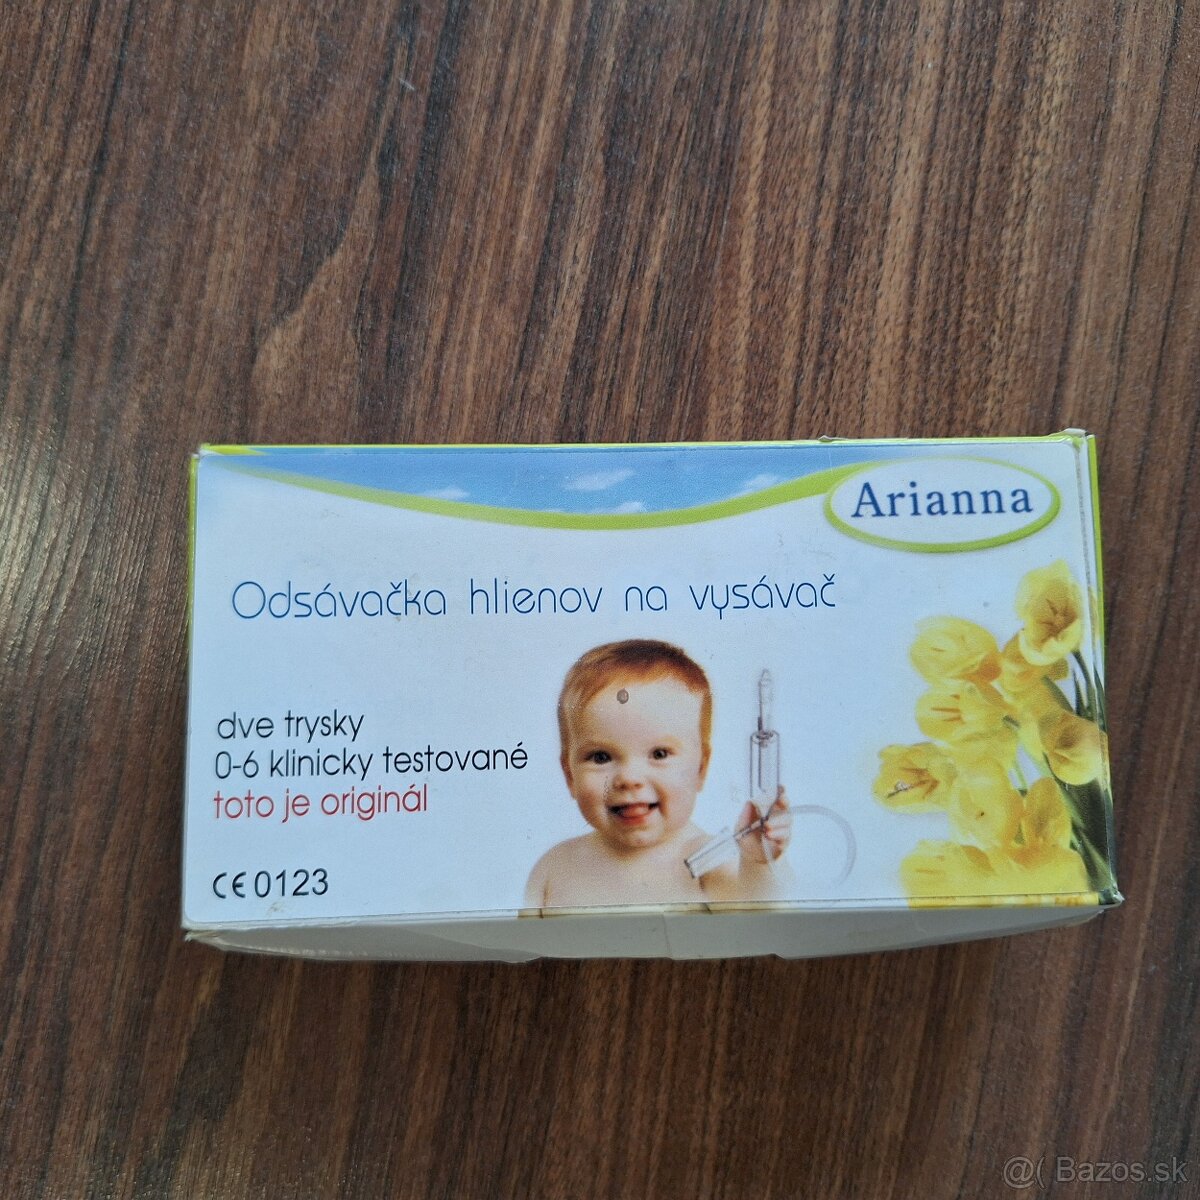 Arianna
Odsávačka hlienov na vysávač
dve trysky
0-6 klinicky testované
toto je originál
CE 0123
@( Bazos.sk